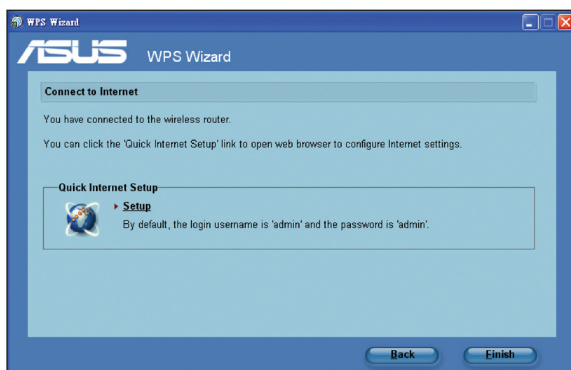 WPS Wizard
ASUS WPS Wizard
Connect to Internet
You have connected to the wireless router.
You can click the 'Quick Internet Setup' link to open web browser to configure Internet settings.
Quick Internet Setup
Setup
By default, the login username is 'admin' and the password is 'admin'.
Back Finish